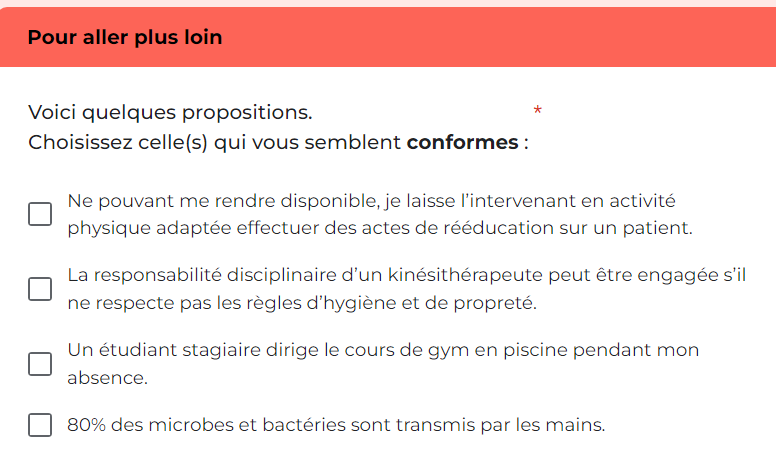 Pour aller plus loin
Voici quelques propositions. *
Choisissez celle(s) qui vous semblent conformes :
Ne pouvant me rendre disponible, je laisse l'intervenant en activité
physique adaptée effectuer des actes de rééducation sur un patient.
La responsabilité disciplinaire d'un kinésithérapeute peut être engagée s'il
ne respecte pas les règles d'hygiène et de propreté.
Un étudiant stagiaire dirige le cours de gym en piscine pendant mon
absence.
80% des microbes et bactéries sont transmis par les mains.